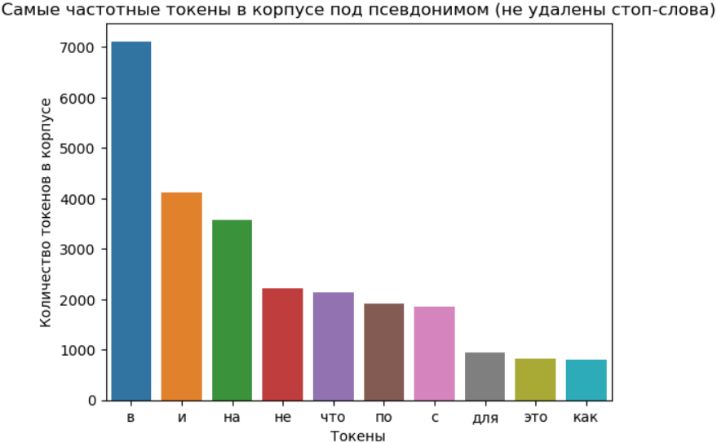 Самые частотные токены в корпусе под псевдонимом (не удалены стоп-слова)
Количество токенов в корпусе
7000
6000
5000
4000
3000
2000
1000
0
в и на не что по с для это как
Токены